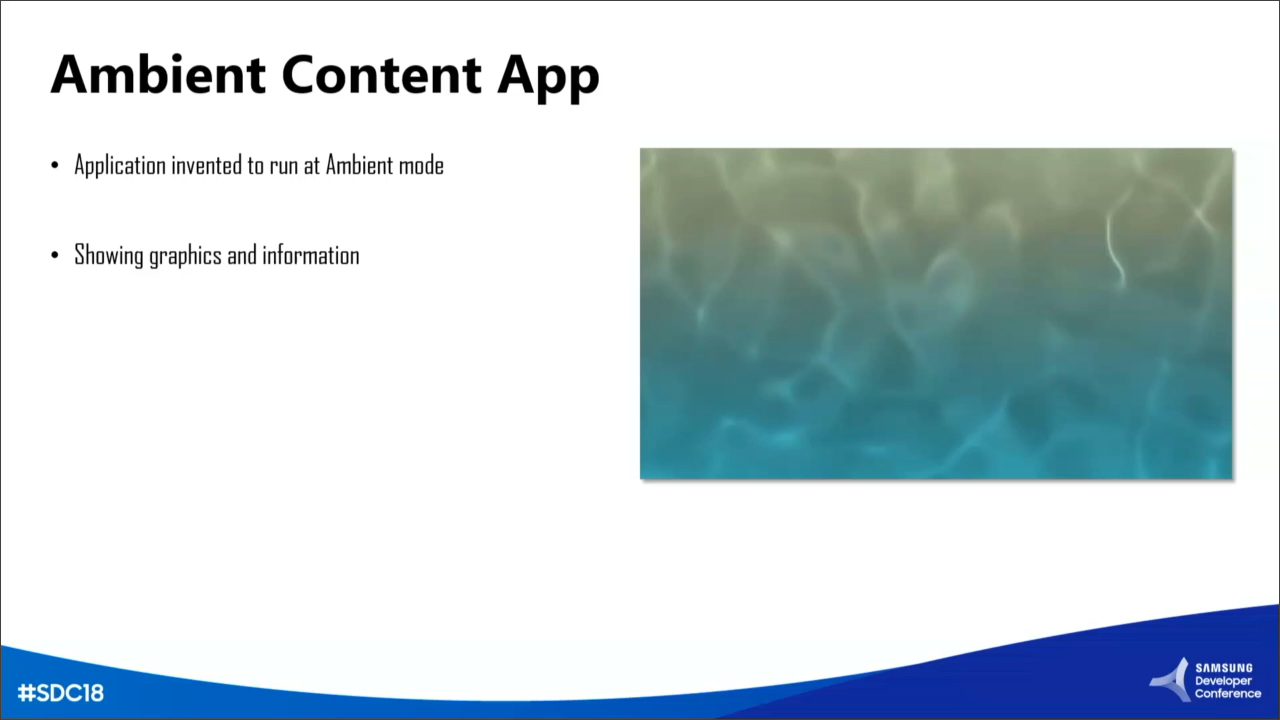 Ambient Content App
• Application invented to run at Ambient mode
• Showing graphics and information
#SDC18
SAMSUNG
Developer
Conference